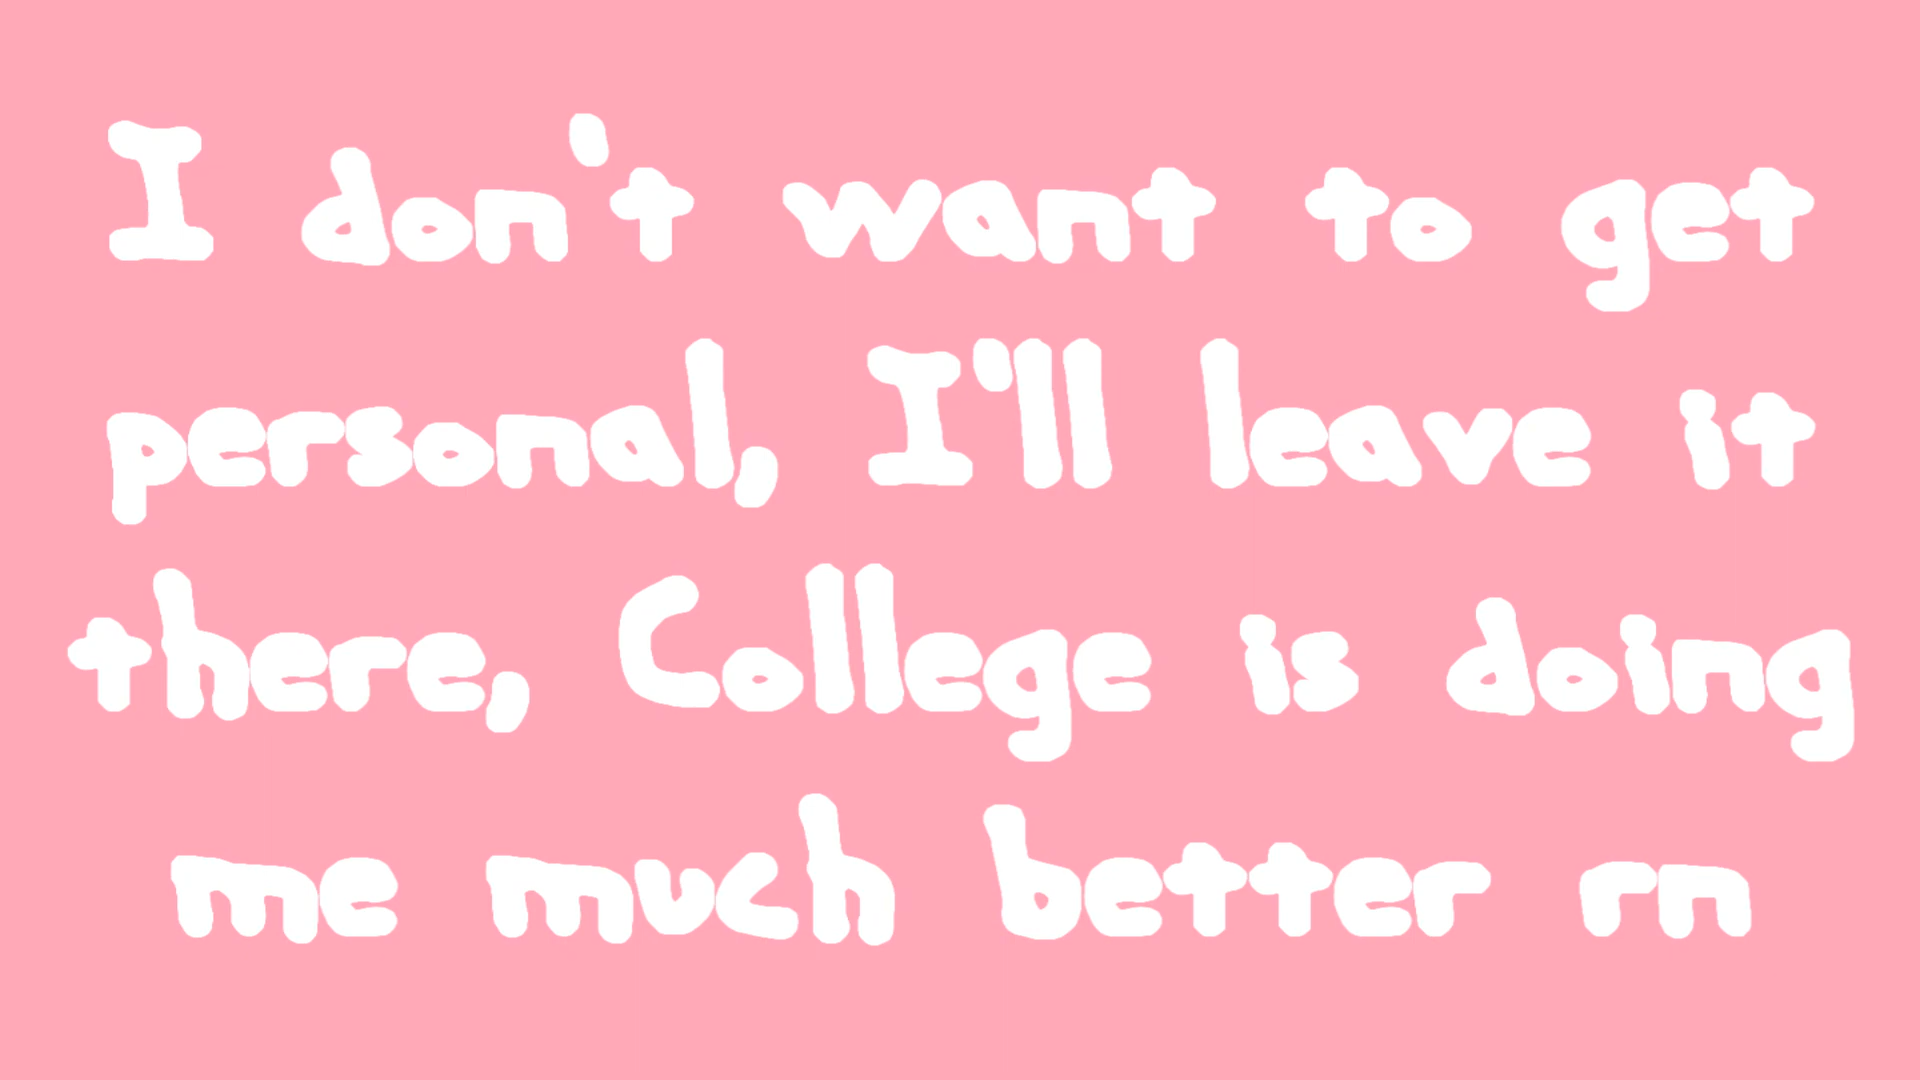 I don't want to get
personal, I'll leave it
there, College is doing
me much better rn